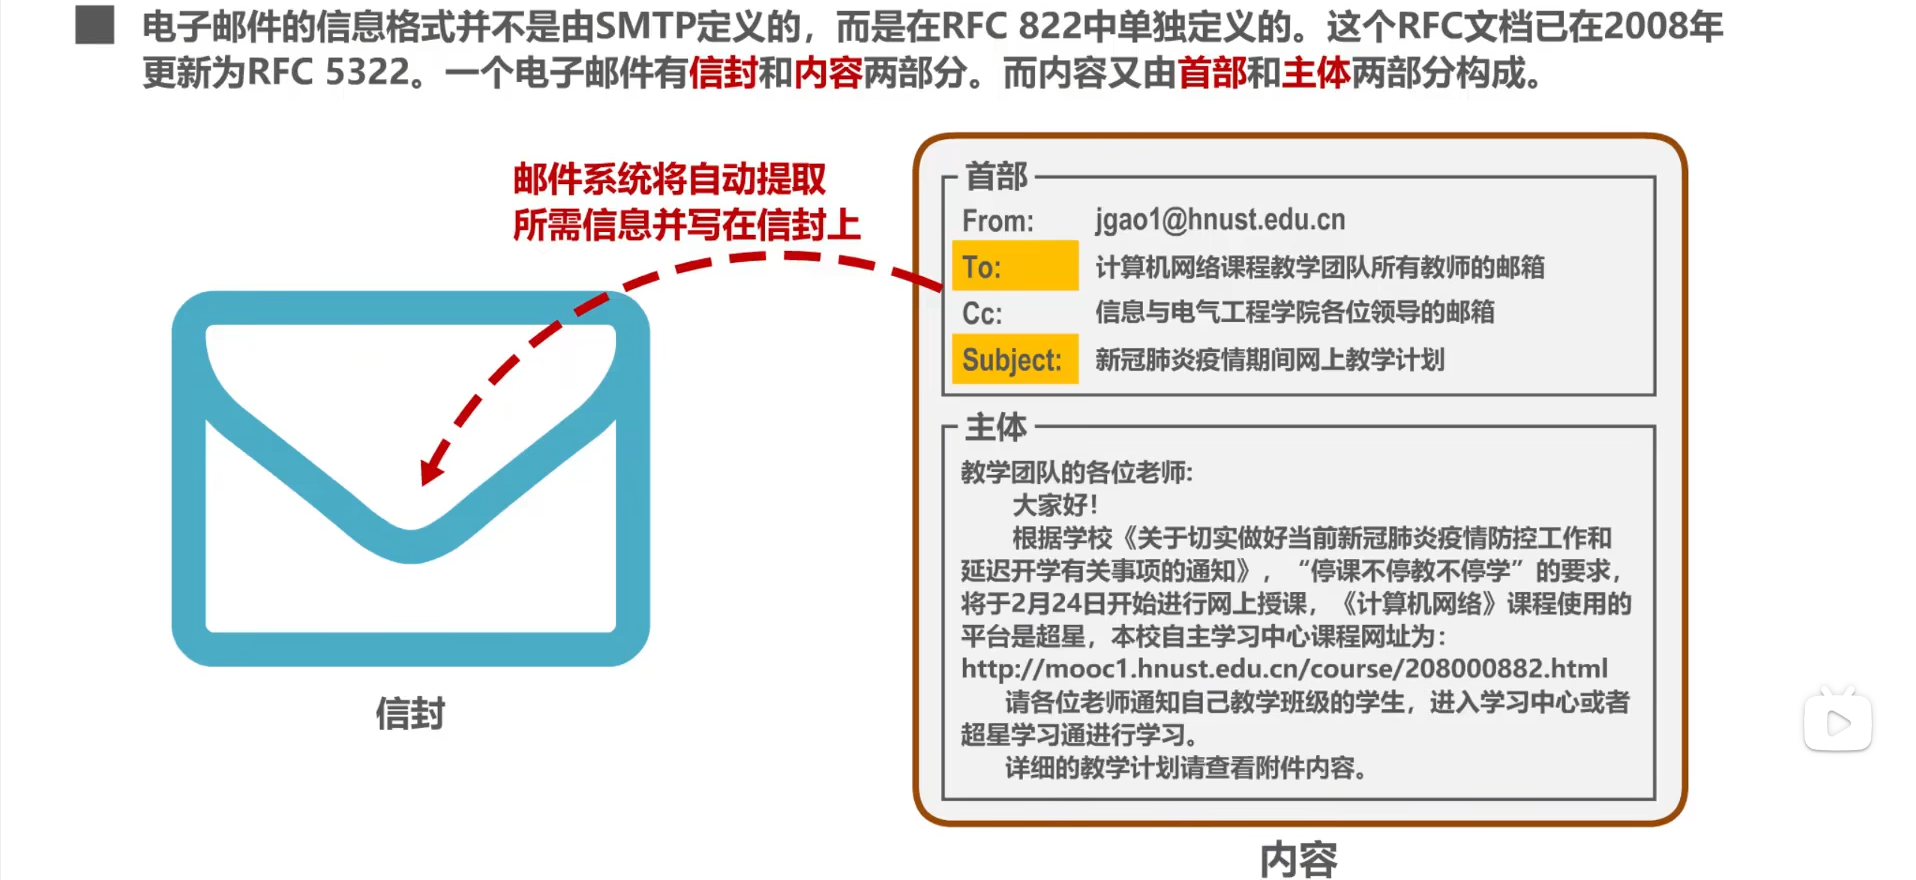 电子邮件的信息格式并不是由SMTP定义的，而是在RFC 822中单独定义的。这个RFC文档已在2008年
更新为RFC 5322。一个电子邮件有信封和内容两部分。而内容又由首部和主体两部分构成。
邮件系统将自动提取
所需信息并写在信封上
信封
首部
From: jgao1@hnust.edu.cn
To: 计算机网络课程教学团队所有教师的邮箱
Cc: 信息与电气工程学院各位领导的邮箱
Subject: 新冠肺炎疫情期间网上教学计划
主体
教学团队的各位老师:
大家好！
根据学校《关于切实做好当前新冠肺炎疫情防控工作和
延迟开学有关事项的通知》，“停课不停教不停学”的要求，
将于2月24日开始进行网上授课，《计算机网络》课程使用的
平台是超星，本校自主学习中心课程网址为：
http://mooc1.hnust.edu.cn/course/208000882.html
请各位老师通知自己教学班级的学生，进入学习中心或者
超星学习通进行学习。
详细的教学计划请查看附件内容。
内容